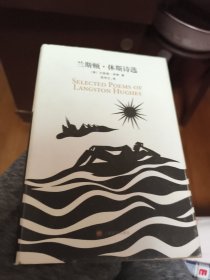 兰斯顿·休斯诗选
SELECTED POEMS OF
LANGSTON HUGHES